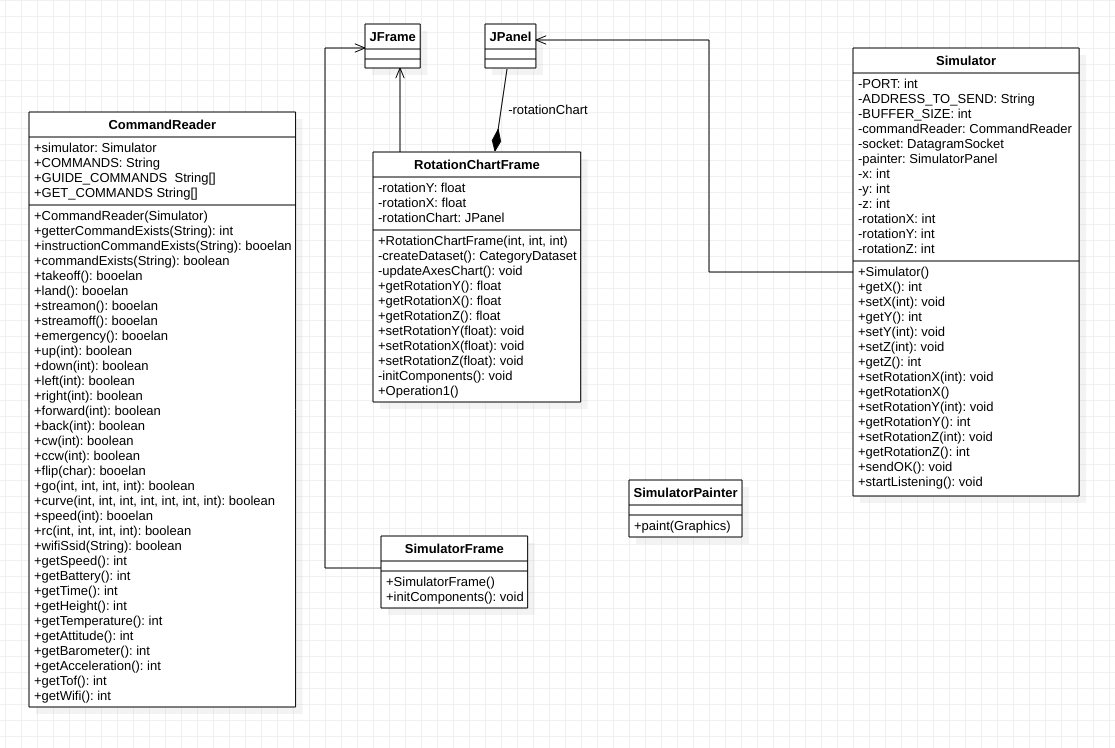 JFrame
JPanel
-rotationChart
CommandReader
+simulator: Simulator
+COMMANDS: String
+GUIDE_COMMANDS  String[]
+GET_COMMANDS String[]
+CommandReader(Simulator)
+getterCommandExists(String): int
+instructionCommandExists(String): booelan
+commandExists(String): boolean
+takeoff(): booelan
+land(): booelan
+streamon(): booelan
+streamoff(): booelan
+emergency(): booelan
+up(int): boolean
+down(int): boolean
+left(int): boolean
+right(int): boolean
+forward(int): boolean
+back(int): boolean
+cw(int): boolean
+ccw(int): boolean
+flip(char): booelan
+go(int, int, int, int): boolean
+curve(int, int, int, int, int, int, int): boolean
+speed(int): booelan
+rc(int, int, int, int): boolean
+wifiSsid(String): boolean
+getSpeed(): int
+getBattery(): int
+getTime(): int
+getHeight(): int
+getTemperature(): int
+getAttitude(): int
+getBarometer(): int
+getAcceleration(): int
+getTof(): int
+getWifi(): int
RotationChartFrame
-rotationY: float
-rotationX: float
-rotationChart: JPanel
+RotationChartFrame(int, int, int)
-createDataset(): CategoryDataset
-updateAxesChart(): void
+getRotationY(): float
+getRotationX(): float
+getRotationZ(): float
+setRotationY(float): void
+setRotationX(float): void
+setRotationZ(float): void
-initComponents(): void
+Operation1()
SimulatorFrame
+SimulatorFrame()
+initComponents(): void
SimulatorPainter
+paint(Graphics)
Simulator
-PORT: int
-ADDRESS_TO_SEND: String
-BUFFER_SIZE: int
-commandReader: CommandReader
-socket: DatagramSocket
-painter: SimulatorPanel
-x: int
-y: int
-z: int
-rotationX: int
-rotationY: int
-rotationZ: int
+Simulator()
+getX(): int
+setX(int): void
+getY(): int
+setY(int): void
+setZ(int): void
+getZ(): int
+setRotationX(int): void
+getRotationX()
+setRotationY(int): void
+getRotationY(): int
+setRotationZ(int): void
+getRotationZ(): int
+sendOK(): void
+startListening(): void